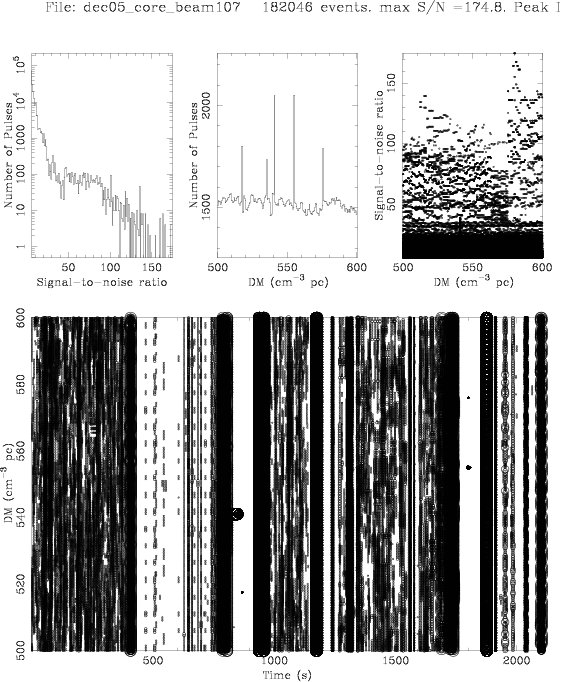 File: dec05_core_beam107 182046 events. max S/N =174.8. Peak I
Number of Pulses
10⁵
10⁴
1000
100
10
1
50 100 150
Signal-to-noise ratio
Number of Pulses
2000
1500
500 550 600
DM (cm⁻³ pc)
Signal-to-noise ratio
150
100
50
500 550 600
DM (cm⁻³ pc)
DM (cm⁻³ pc)
600
580
560
540
520
500
500 1000 1500 2000
Time (s)